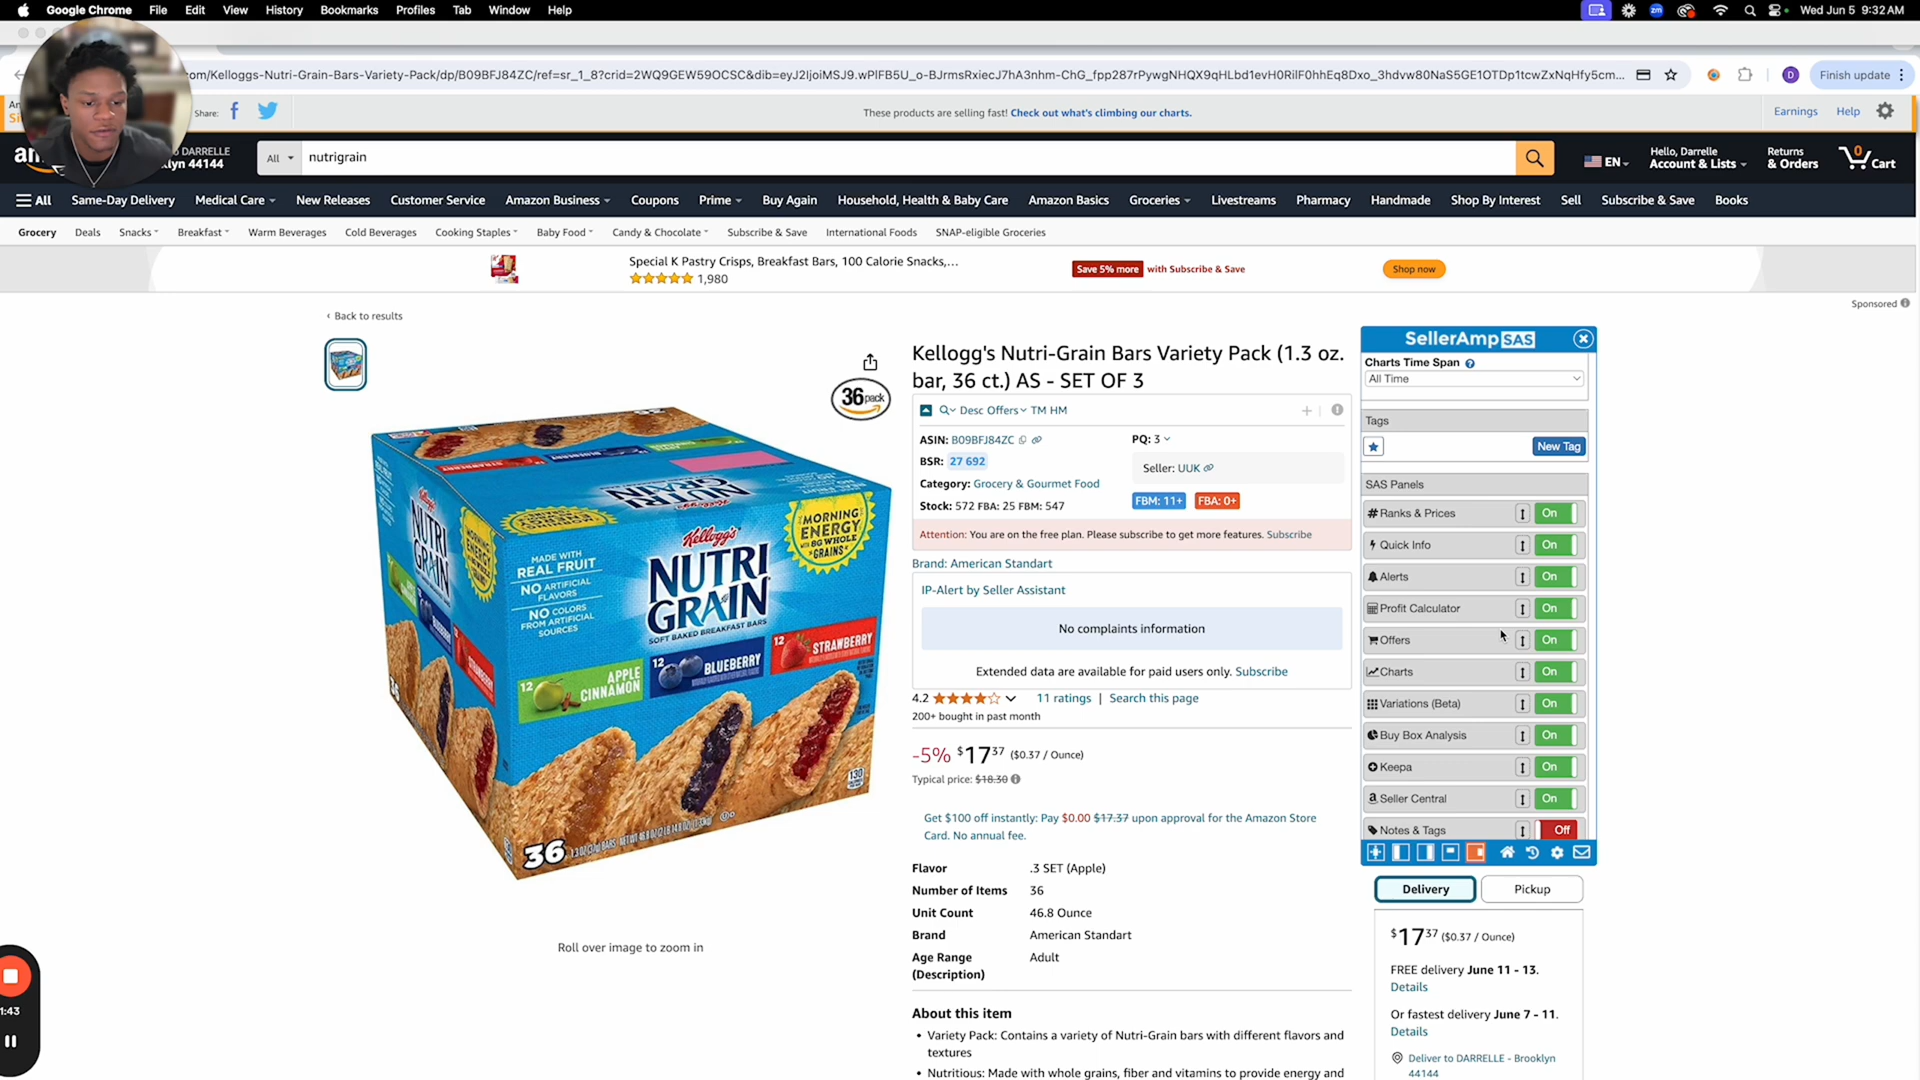 Google Chrome File Edit View History Bookmarks Profiles Tab Window Help
zm Wed Jun 5 9:32 AM
om/Kelloggs-Nutri-Grain-Bars-Variety-Pack/dp/B09BFJ84ZC/ref=sr_1_8?crid=2WQ9GEW59OCSC&dib=eyJ2IjoiMSJ9.wPlFB5U_o-BJrmsRxiecJ7hA3nhm-ChG_fpp287rPywgNHQX9qHLbd1evH0RilF0hhEq8Dxo_3hdvw80NaS5GE1OTDp1tcwZxNqHfy5cm...
D Finish update
Share:
These products are selling fast! Check out what's climbing our charts.
Earnings Help
DARRELLE
lyn 44144
All nutrigrain
EN
Hello, Darrelle
Account & Lists
Returns
& Orders
0 Cart
All Same-Day Delivery Medical Care New Releases Customer Service Amazon Business Coupons Prime Buy Again Household, Health & Baby Care Amazon Basics Groceries Livestreams Pharmacy Handmade Shop By Interest Sell Subscribe & Save Books
Grocery Deals Snacks Breakfast Warm Beverages Cold Beverages Cooking Staples Baby Food Candy & Chocolate Subscribe & Save International Foods SNAP-eligible Groceries
Special K Pastry Crisps, Breakfast Bars, 100 Calorie Snacks,...
1,980
Save 5% more with Subscribe & Save
Shop now
Sponsored
‹ Back to results
36 pack
Kellogg's
NUTRI
GRAIN
SOFT BAKED BREAKFAST BARS
MORNING
ENERGY
WITH 8G WHOLE
GRAINS
MADE WITH
REAL FRUIT
NO ARTIFICIAL
FLAVORS
NO COLORS
FROM ARTIFICIAL
SOURCES
12 APPLE
CINNAMON
12 BLUEBERRY
12 STRAWBERRY
130
36
Roll over image to zoom in
Kellogg's Nutri-Grain Bars Variety Pack (1.3 oz.
bar, 36 ct.) AS - SET OF 3
Desc Offers TM HM
ASIN: B09BFJ84ZC
PQ: 3
BSR: 27 692
Seller: UUK
Category: Grocery & Gourmet Food
Stock: 572 FBA: 25 FBM: 547
FBM: 11+ FBA: 0+
Attention: You are on the free plan. Please subscribe to get more features. Subscribe
Brand: American Standart
IP-Alert by Seller Assistant
No complaints information
Extended data are available for paid users only. Subscribe
4.2 11 ratings | Search this page
200+ bought in past month
-5% $17 37 ($0.37 / Ounce)
Typical price: $18.30
Get $100 off instantly: Pay $0.00 $17.37 upon approval for the Amazon Store
Card. No annual fee.
Flavor .3 SET (Apple)
Number of Items 36
Unit Count 46.8 Ounce
Brand American Standart
Age Range Adult
(Description)
About this item
• Variety Pack: Contains a variety of Nutri-Grain bars with different flavors and
textures
• Nutritious: Made with whole grains, fiber and vitamins to provide energy and
SellerAmp SAS
Charts Time Span
All Time
Tags
New Tag
SAS Panels
Ranks & Prices On
Quick Info On
Alerts On
Profit Calculator On
Offers On
Charts On
Variations (Beta) On
Buy Box Analysis On
Keepa On
Seller Central On
Notes & Tags Off
Delivery Pickup
$17 37 ($0.37 / Ounce)
FREE delivery June 11 - 13.
Details
Or fastest delivery June 7 - 11.
Details
Deliver to DARRELLE - Brooklyn
44144
1:43